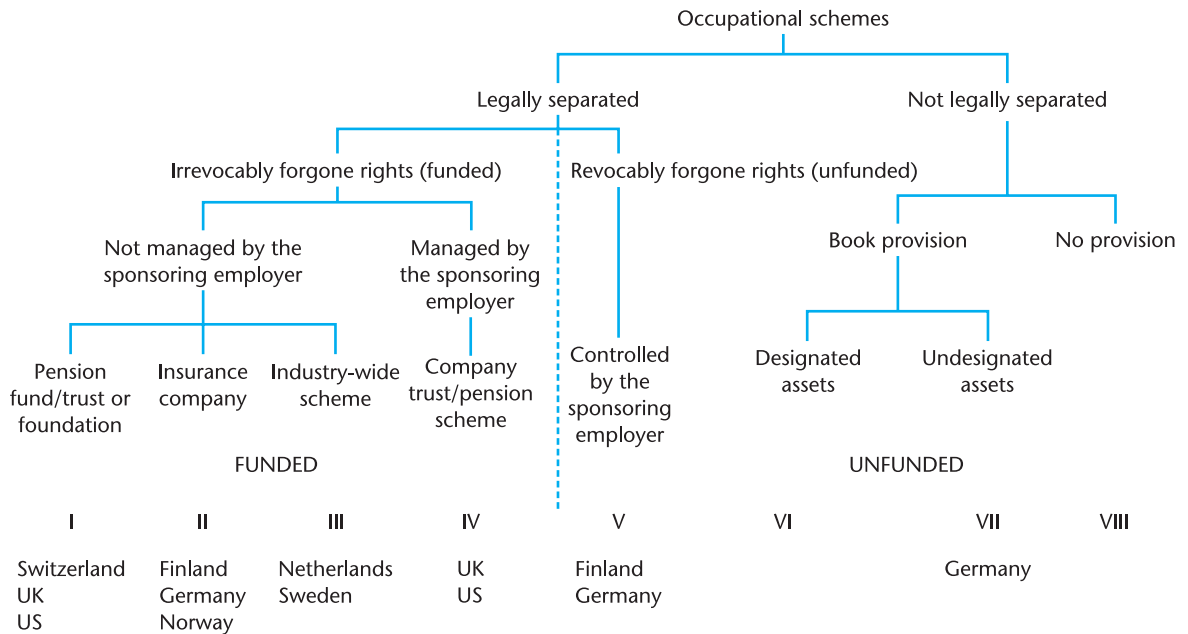 Occupational schemes
Legally separated
Not legally separated
Irrevocably forgone rights (funded)
Revocably forgone rights (unfunded)
Not managed by the
sponsoring employer
Managed by
the sponsoring
employer
Book provision
No provision
Pension
fund/trust or
foundation
Insurance
company
Industry-wide
scheme
Company
trust/pension
scheme
Controlled
by the
sponsoring
employer
Designated
assets
Undesignated
assets
FUNDED
UNFUNDED
I
II
III
IV
V
VI
VII
VIII
Switzerland
UK
US
Finland
Germany
Norway
Netherlands
Sweden
UK
US
Finland
Germany
Germany